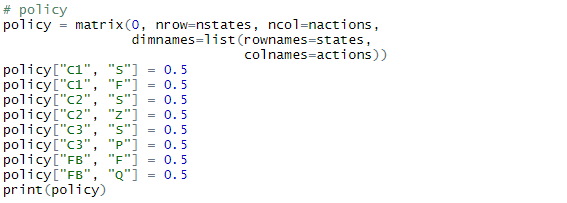 # policy
policy = matrix(0, nrow=nstates, ncol=nactions,
                dimnames=list(rownames=states,
                              colnames=actions))
policy["C1", "S"] = 0.5
policy["C1", "F"] = 0.5
policy["C2", "S"] = 0.5
policy["C2", "Z"] = 0.5
policy["C3", "S"] = 0.5
policy["C3", "P"] = 0.5
policy["FB", "F"] = 0.5
policy["FB", "Q"] = 0.5
print(policy)